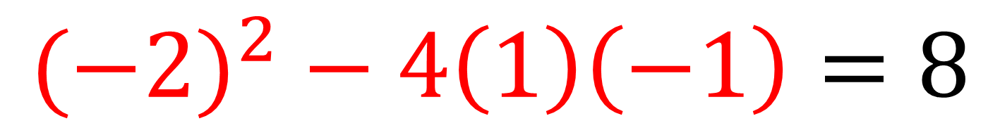 (−2)² − 4(1)(−1) = 8